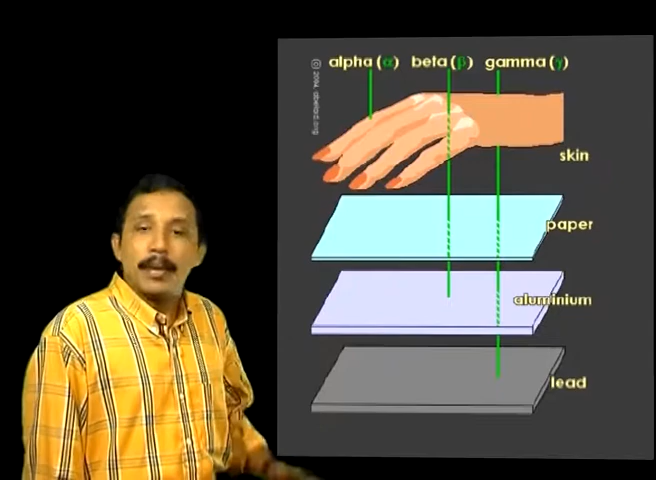 alpha (α) beta (β) gamma (γ)
skin
paper
aluminium
lead